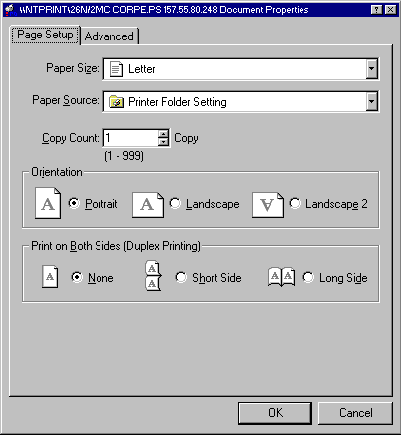 \\NTPRINT\26N/2MC CORPE.PS 157.55.80.248 Document Properties
Page Setup
Advanced
Paper Size: Letter
Paper Source: Printer Folder Setting
Copy Count: 1 Copy
(1 - 999)
Orientation
A Portrait A Landscape A Landscape 2
Print on Both Sides (Duplex Printing)
A None A A Short Side A A Long Side
OK Cancel